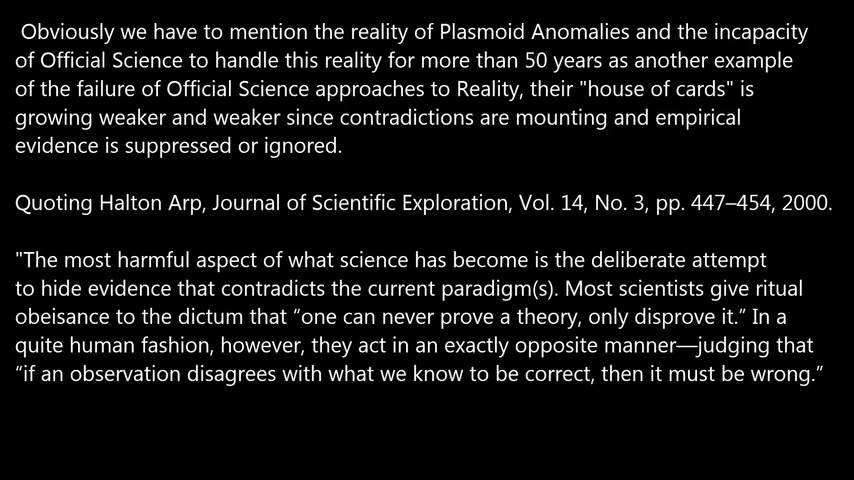 Obviously we have to mention the reality of Plasmoid Anomalies and the incapacity
of Official Science to handle this reality for more than 50 years as another example
of the failure of Official Science approaches to Reality, their "house of cards" is
growing weaker and weaker since contradictions are mounting and empirical
evidence is suppressed or ignored.
Quoting Halton Arp, Journal of Scientific Exploration, Vol. 14, No. 3, pp. 447–454, 2000.
"The most harmful aspect of what science has become is the deliberate attempt
to hide evidence that contradicts the current paradigm(s). Most scientists give ritual
obeisance to the dictum that “one can never prove a theory, only disprove it.” In a
quite human fashion, however, they act in an exactly opposite manner—judging that
“if an observation disagrees with what we know to be correct, then it must be wrong.”